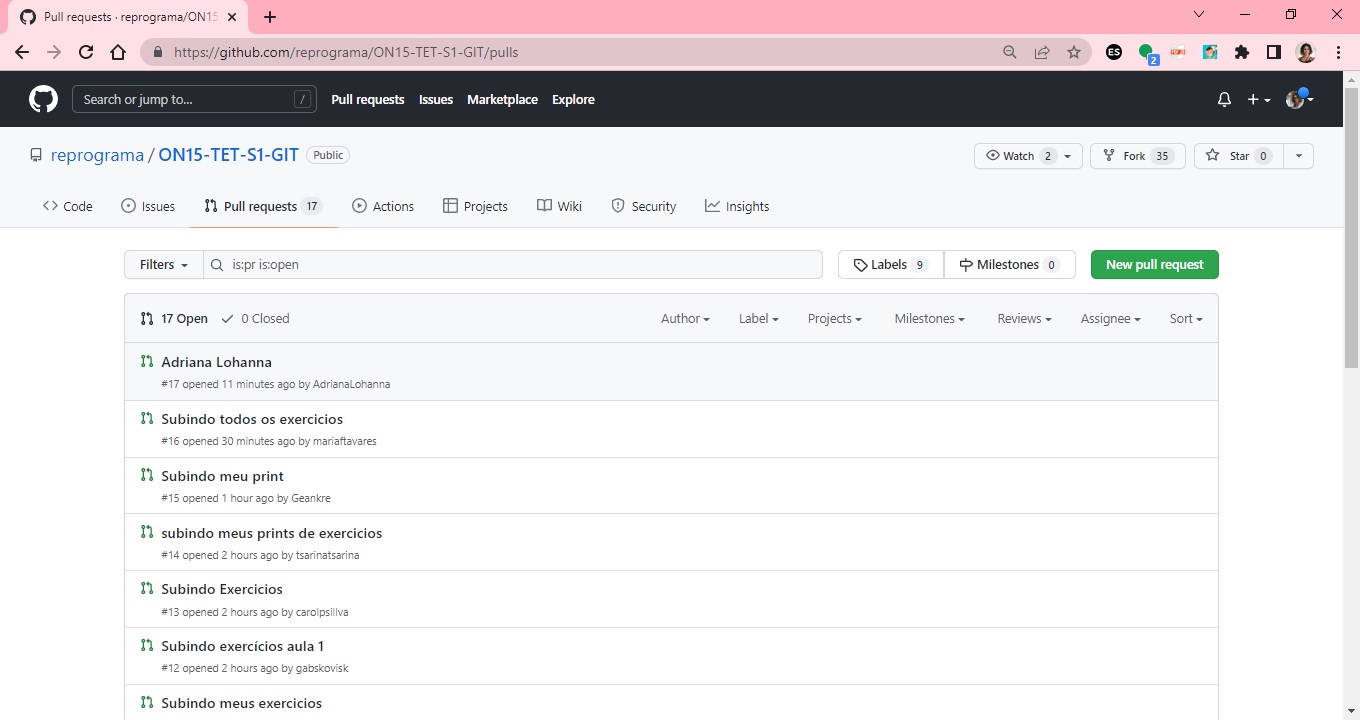 Pull requests · reprograma/ON15
https://github.com/reprograma/ON15-TET-S1-GIT/pulls
ES
2
Search or jump to... /
Pull requests Issues Marketplace Explore
reprograma / ON15-TET-S1-GIT Public
Watch 2 Fork 35 Star 0
Code Issues Pull requests 17 Actions Projects Wiki Security Insights
Filters is:pr is:open Labels 9 Milestones 0 New pull request
17 Open 0 Closed Author Label Projects Milestones Reviews Assignee Sort
Adriana Lohanna
#17 opened 11 minutes ago by AdrianaLohanna
Subindo todos os exercicios
#16 opened 30 minutes ago by mariaftavares
Subindo meu print
#15 opened 1 hour ago by Geankre
subindo meus prints de exercicios
#14 opened 2 hours ago by tsarinatsarina
Subindo Exercicios
#13 opened 2 hours ago by carolpsillva
Subindo exercícios aula 1
#12 opened 2 hours ago by gabskovisk
Subindo meus exercicios